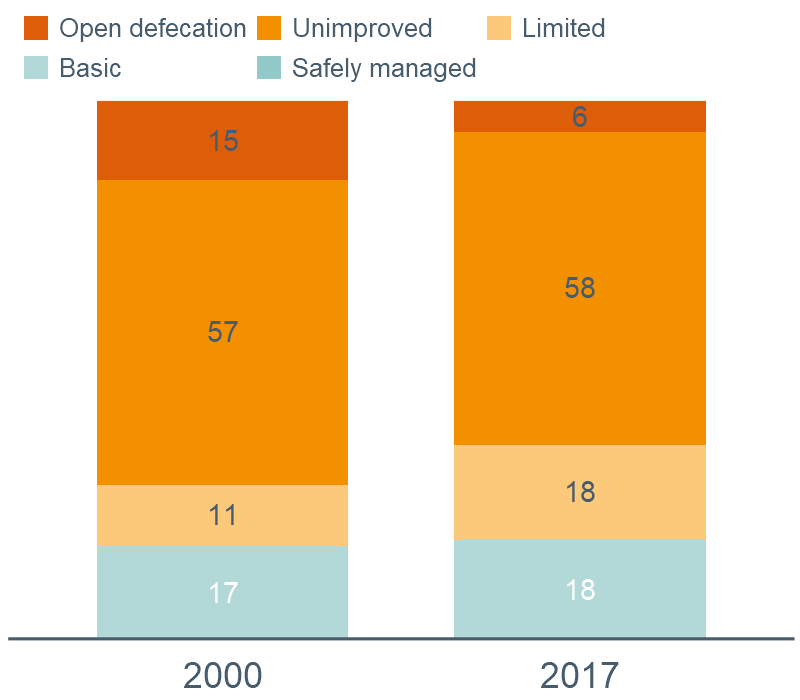 Open defecation Unimproved Limited
Basic Safely managed
15 6
57 58
11 18
17 18
2000 2017